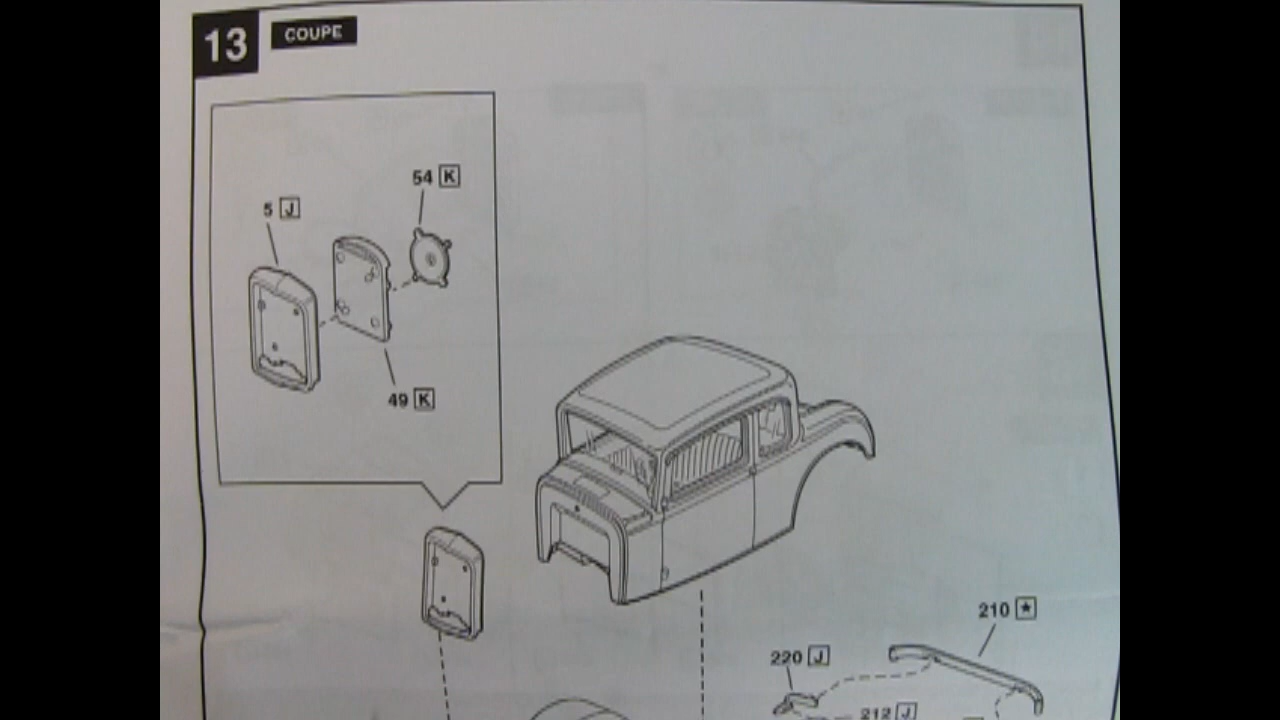 13 COUPE
54 K
5 J
49 K
210 ★
220 J
212 J